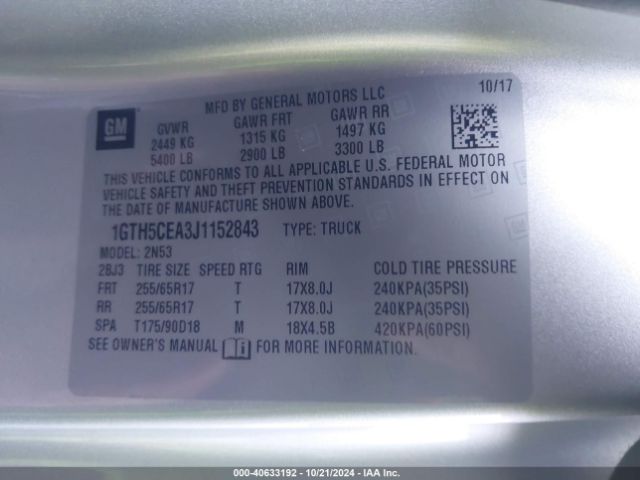 MFD BY GENERAL MOTORS LLC 10/17
GM
GVWR GAWR FRT GAWR RR
2449 KG 1315 KG 1497 KG
5400 LB 2900 LB 3300 LB
THIS VEHICLE CONFORMS TO ALL APPLICABLE U.S. FEDERAL MOTOR
VEHICLE SAFETY AND THEFT PREVENTION STANDARDS IN EFFECT ON
THE DATE OF MANUFACTURE SHOWN ABOVE.
1GTH5CEA3J1152843 TYPE: TRUCK
MODEL: 2N53
2BJ3 TIRE SIZE SPEED RTG RIM COLD TIRE PRESSURE
FRT 255/65R17 T 17X8.0J 240KPA(35PSI)
RR 255/65R17 T 17X8.0J 240KPA(35PSI)
SPA T175/90D18 M 18X4.5B 420KPA(60PSI)
SEE OWNER'S MANUAL i FOR MORE INFORMATION.
000-40633192 - 10/21/2024 - IAA Inc.